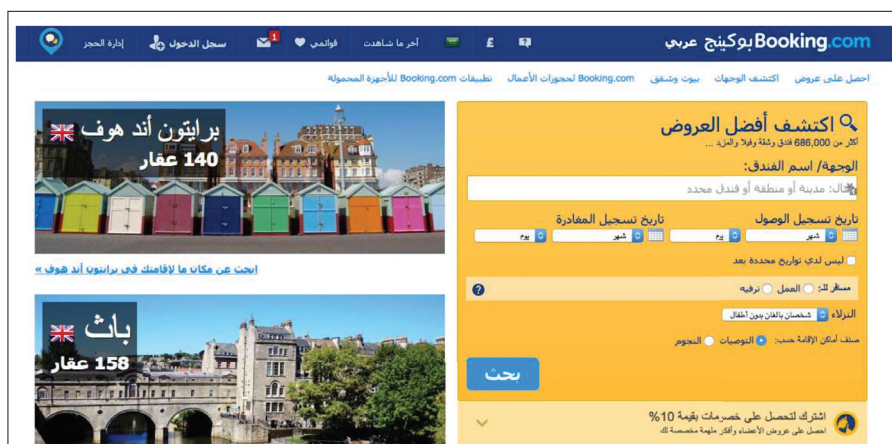 Booking.com بوكينج عربي
£
آخر ما شاهدت
قوائمي
1
سجل الدخول
إدارة الحجز
احصل على عروض
اكتشف الوجهات
بيوت وشقق
Booking.com لحجوزات الأعمال
تطبيقات Booking.com للأجهزة المحمولة
اكتشف أفضل العروض
أكثر من 686,000 فندق وشقة وفيلا والمزيد ...
الوجهة/ اسم الفندق:
مدينة أو منطقة أو فندق محدد
تاريخ تسجيل الوصول
تاريخ تسجيل المغادرة
شهر
يوم
شهر
يوم
ليس لدي تواريخ محددة بعد
مسافر لـ: العمل ترفيه
?
النزلاء شخصان بالغان بدون أطفال
صنف أماكن الإقامة حسب: التوصيات النجوم
بحث
اشترك لتحصل على خصرمات بقيمة 10%
احصل على عروض الأعضاء وأفكار ملهمة مخصصة لك
برايتون أند هوف
140 عقار
ابحث عن مكان ما لإقامتك في برايتون أند هوف »
باث
158 عقار